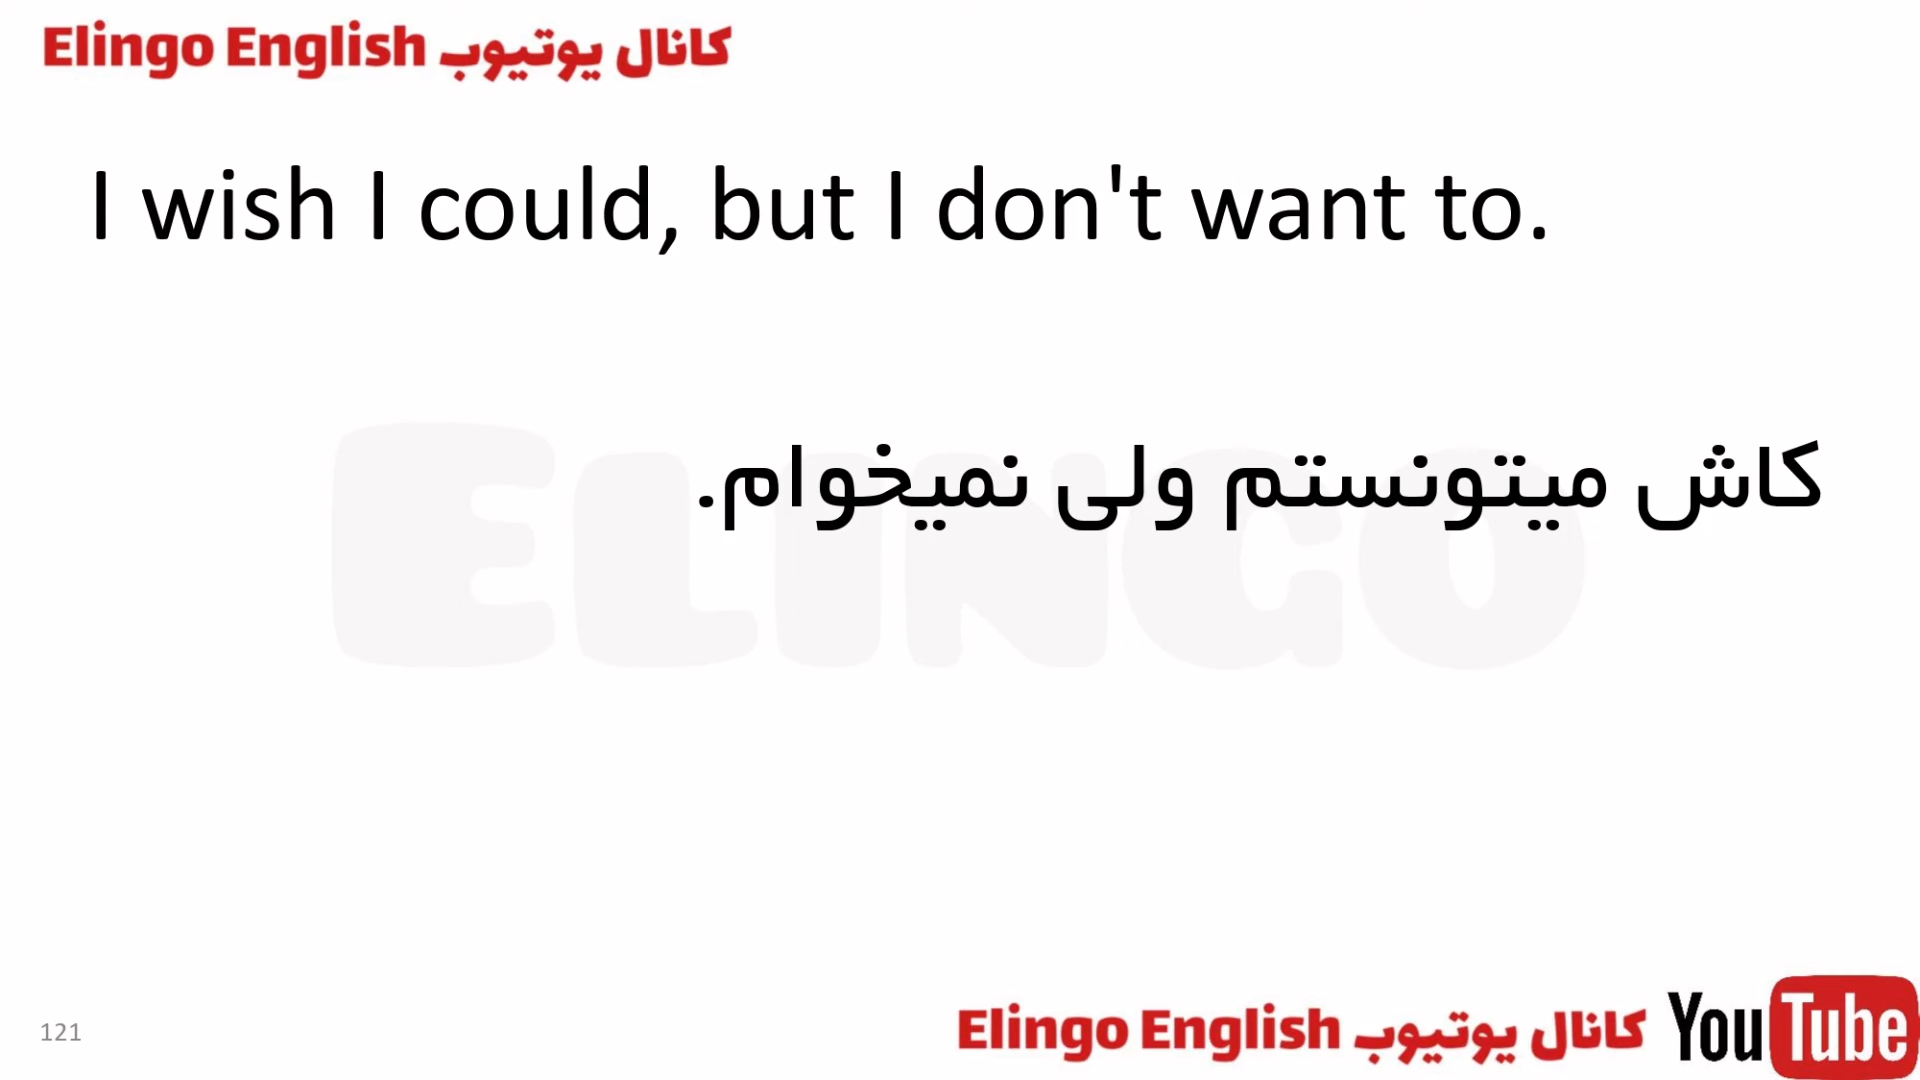 Elingo English کانال یوتیوب
I wish I could, but I don't want to.
کاش میتونستم ولی نمیخوام.
ELINGO
121
Elingo English کانال یوتیوب YouTube